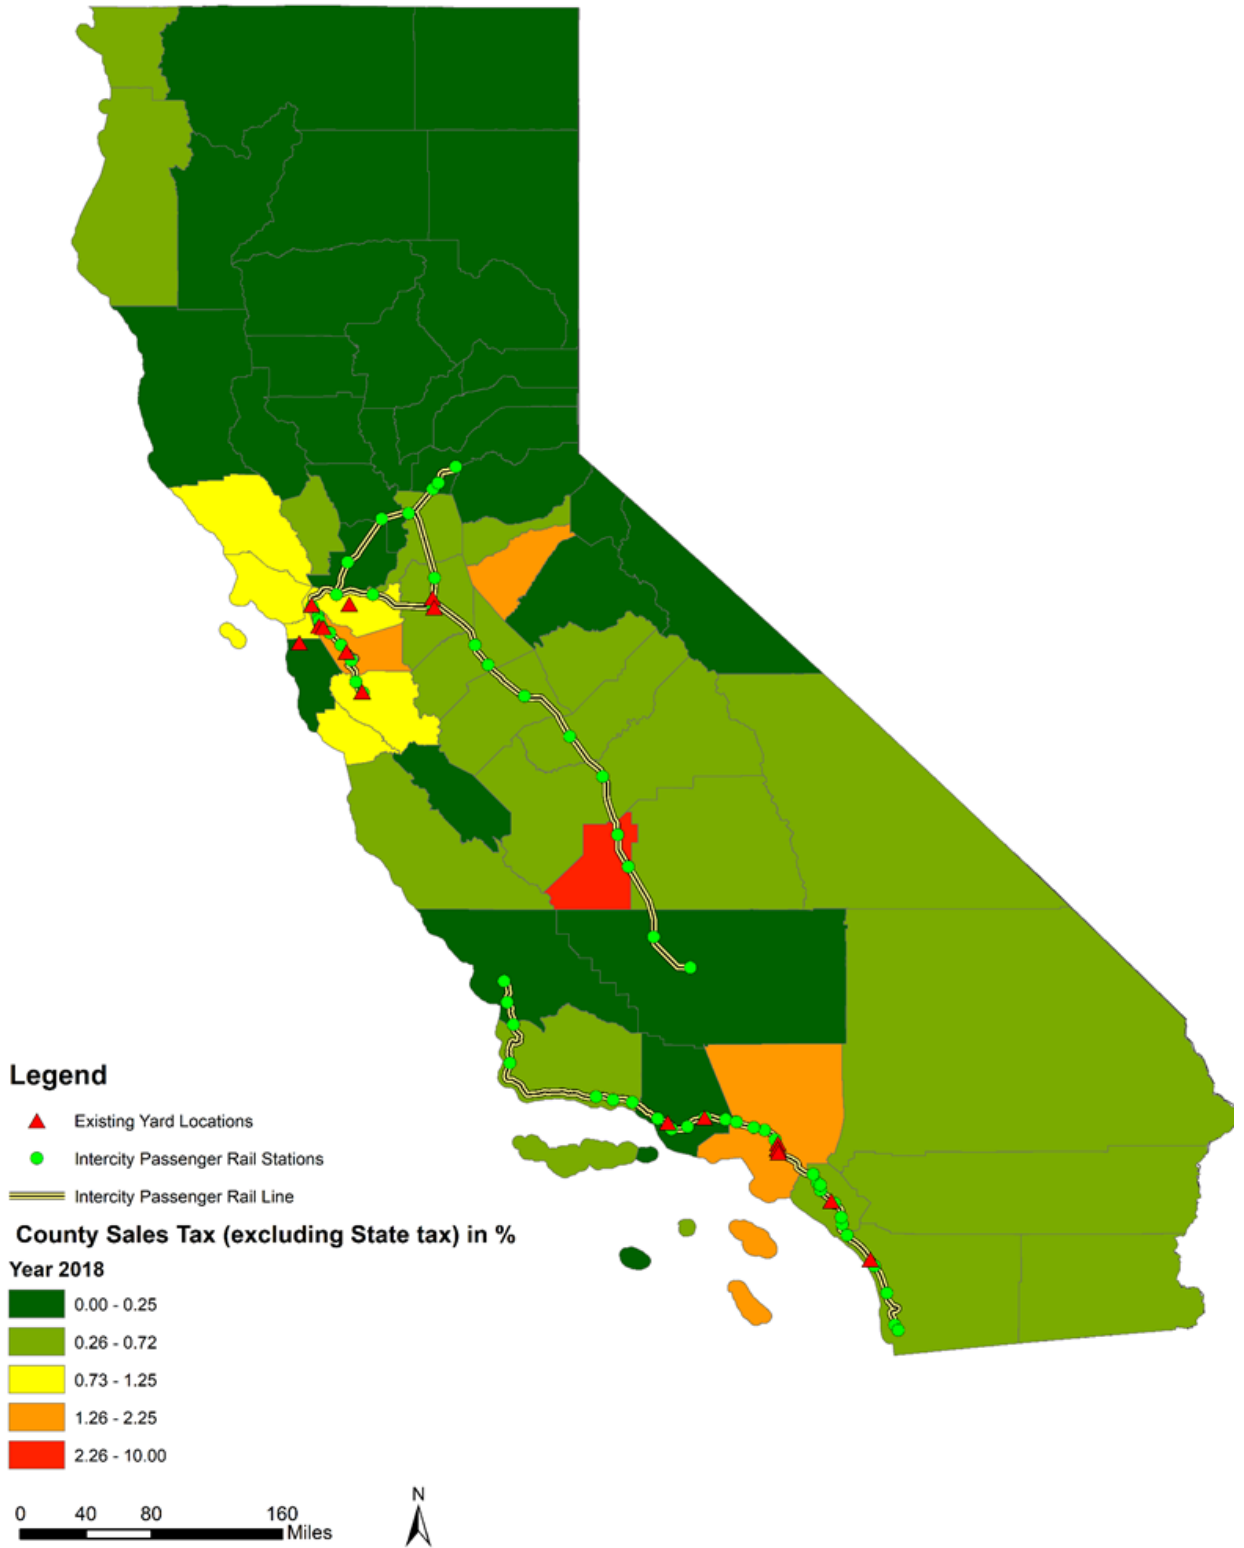 Legend
Existing Yard Locations
Intercity Passenger Rail Stations
Intercity Passenger Rail Line
County Sales Tax (excluding State tax) in %
Year 2018
0.00 - 0.25
0.26 - 0.72
0.73 - 1.25
1.26 - 2.25
2.26 - 10.00
0 40 80 160
Miles
N